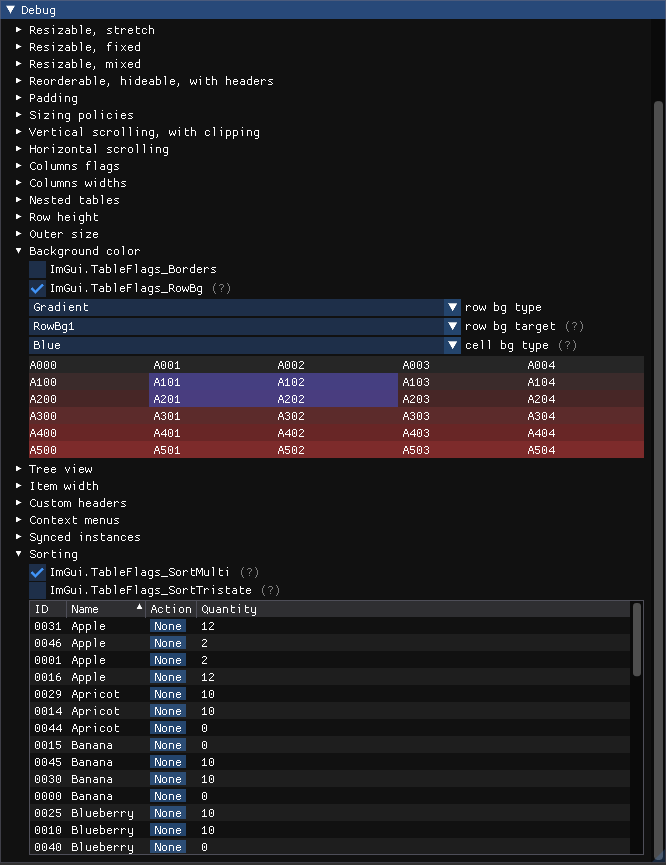 Debug
Resizable, stretch
Resizable, fixed
Resizable, mixed
Reorderable, hideable, with headers
Padding
Sizing policies
Vertical scrolling, with clipping
Horizontal scrolling
Columns flags
Columns widths
Nested tables
Row height
Outer size
Background color
ImGui.TableFlags_Borders
ImGui.TableFlags_RowBg (?)
Gradient row bg type
RowBg1 row bg target (?)
Blue cell bg type (?)
A000 A001 A002 A003 A004
A100 A101 A102 A103 A104
A200 A201 A202 A203 A204
A300 A301 A302 A303 A304
A400 A401 A402 A403 A404
A500 A501 A502 A503 A504
Tree view
Item width
Custom headers
Context menus
Synced instances
Sorting
ImGui.TableFlags_SortMulti (?)
ImGui.TableFlags_SortTristate (?)
ID Name Action Quantity
0031 Apple None 12
0046 Apple None 2
0001 Apple None 2
0016 Apple None 12
0029 Apricot None 10
0014 Apricot None 10
0044 Apricot None 0
0015 Banana None 0
0045 Banana None 10
0030 Banana None 10
0000 Banana None 0
0025 Blueberry None 10
0010 Blueberry None 10
0040 Blueberry None 0